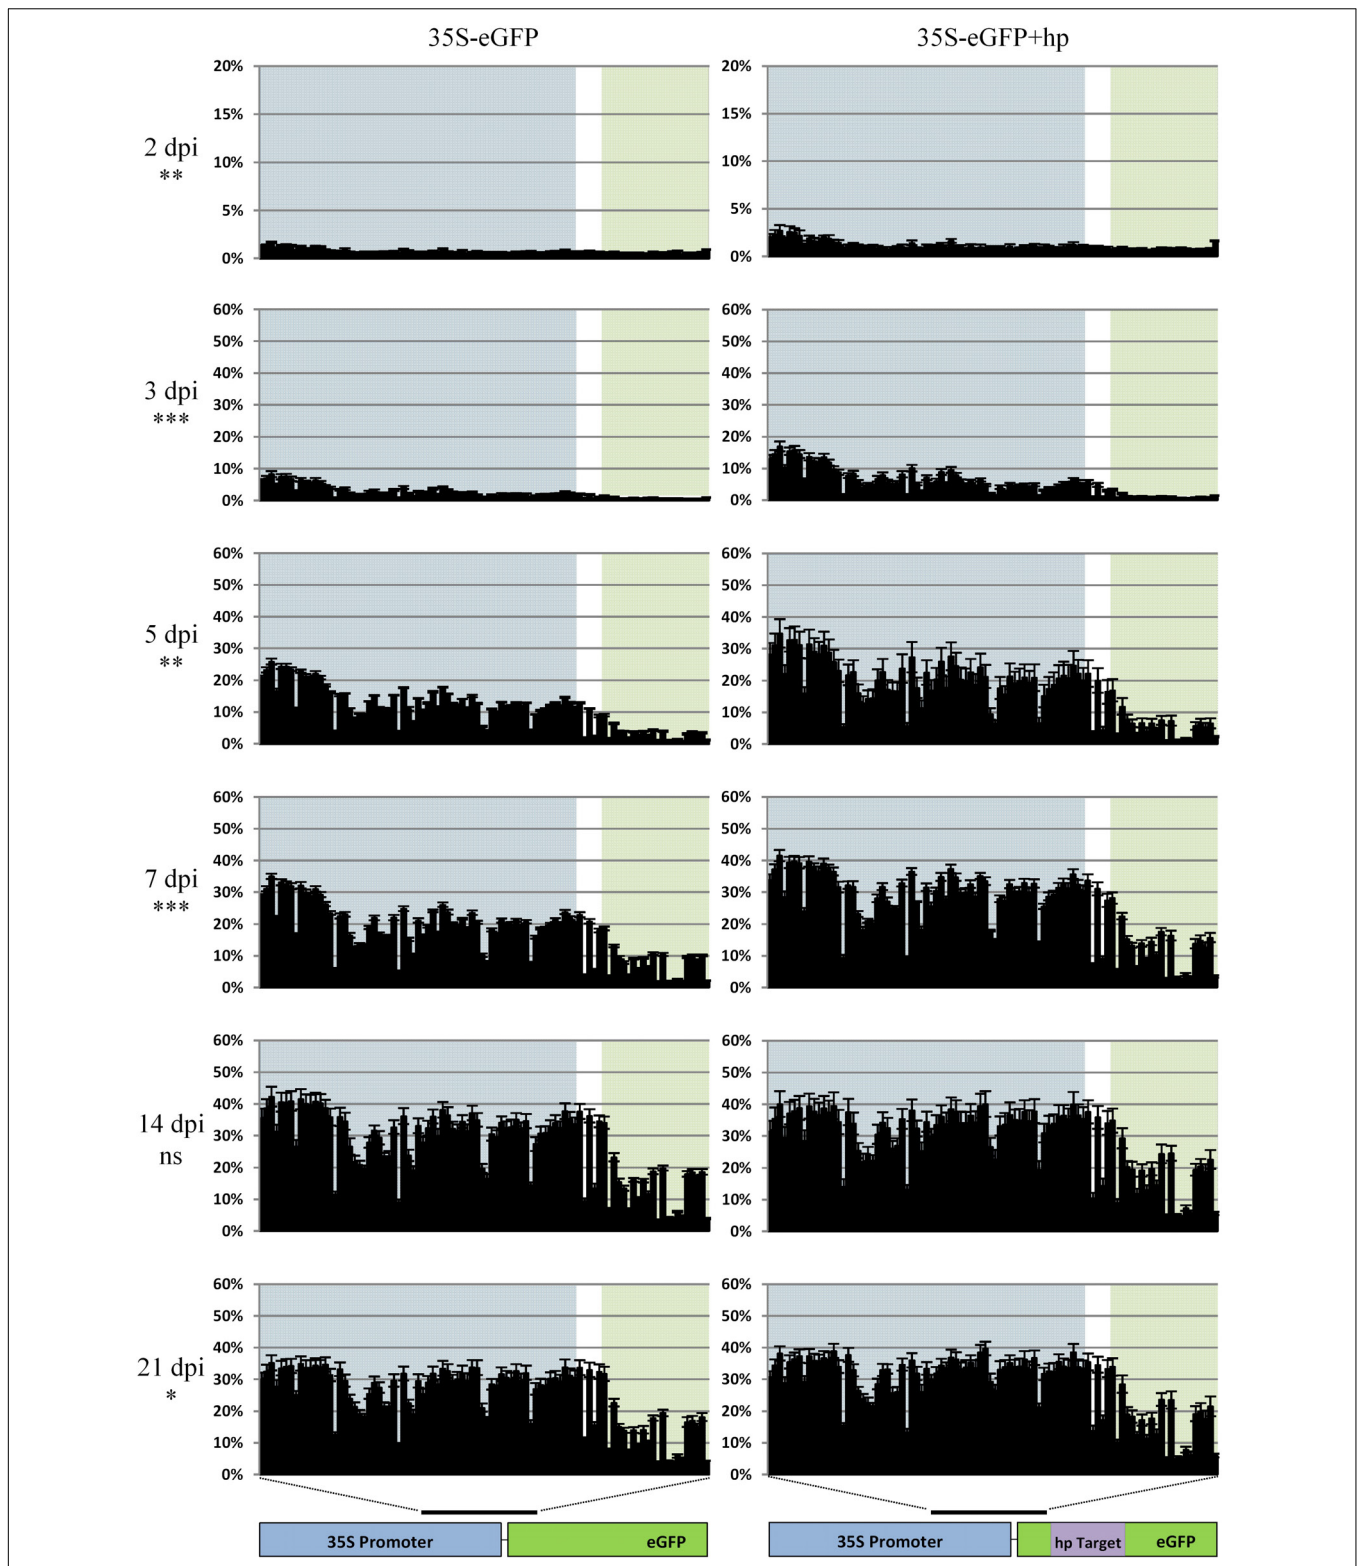 35S-eGFP 35S-eGFP+hp
20% 20%
15% 15%
2 dpi
** 10% 10%
5% 5%
0% 0%
60% 60%
50% 50%
40% 40%
3 dpi
*** 30% 30%
20% 20%
10% 10%
0% 0%
60% 60%
50% 50%
40% 40%
5 dpi
** 30% 30%
20% 20%
10% 10%
0% 0%
60% 60%
50% 50%
40% 40%
7 dpi
*** 30% 30%
20% 20%
10% 10%
0% 0%
60% 60%
50% 50%
40% 40%
14 dpi
ns 30% 30%
20% 20%
10% 10%
0% 0%
60% 60%
50% 50%
40% 40%
21 dpi
* 30% 30%
20% 20%
10% 10%
0% 0%
35S Promoter eGFP 35S Promoter hp Target eGFP